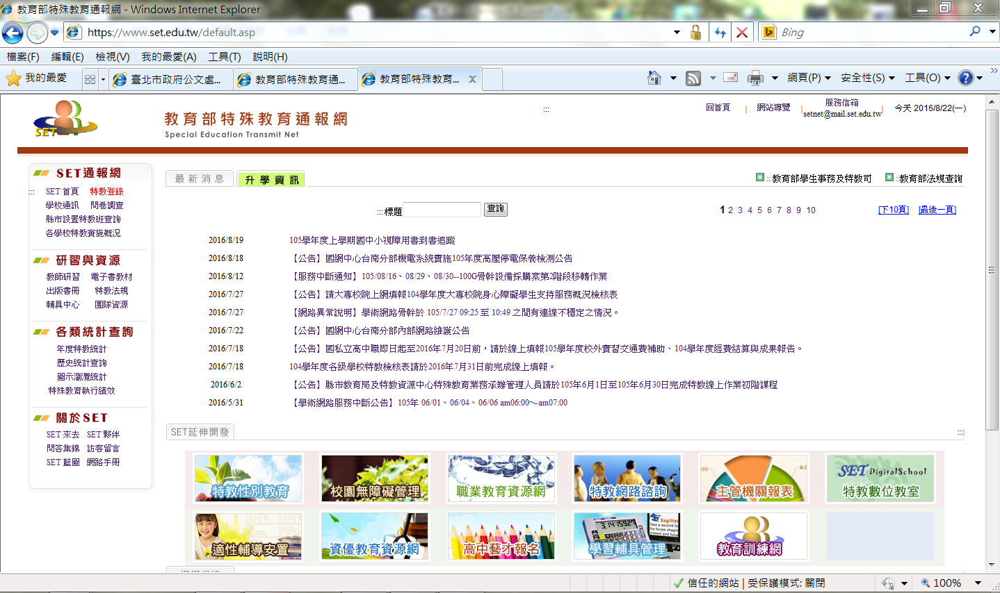 教育部特殊教育通報網 - Windows Internet Explorer
https://www.set.edu.tw/default.asp
Bing
檔案(F) 編輯(E) 檢視(V) 我的最愛(A) 工具(T) 說明(H)
我的最愛 臺北市政府公文處... 教育部特殊教育通... 教育部特殊教育... 網頁(P) 安全性(S) 工具(O)
SET
教育部特殊教育通報網
Special Education Transmit Net
:::
回首頁 | 網站導覽 | 服務信箱 setnet@mail.set.edu.tw | 今天 2016/8/22(一)
SET通報網
::: SET 首頁 特教登錄
學校通訊 問卷調查
縣市設置特教班查詢
各學校特教實施概況
研習與資源
教師研習 電子書教材
出版書冊 特教法規
輔具中心 團隊資源
各類統計查詢
年度特教統計
歷史統計查詢
圖示瀏覽統計
特殊教育執行績效
關於SET
SET 來去 SET 夥伴
問答集錦 訪客留言
SET 藍圖 網路手冊
最新消息 升學資訊
:: 教育部學生事務及特教司 ::教育部法規查詢
:::標題 查詢
1 2 3 4 5 6 7 8 9 10 [下10頁] [最後一頁]
2016/8/19 105學年度上學期國中小視障用書到書追蹤
2016/8/18 【公告】國網中心台南分部機電系統實施105年度高壓停電保養檢測公告
2016/8/12 【服務中斷通知】105/08/16、08/29、08/30--100G骨幹設備採購案第2階段移轉作業
2016/7/27 【公告】請大專校院上網填報104學年度大專校院身心障礙學生支持服務概況檢核表
2016/7/27 【網路異常說明】學術網路骨幹於 105/7/27 09:25 至 10:49 之間有連線不穩定之情況。
2016/7/22 【公告】國網中心台南分部內部網路維護公告
2016/7/18 【公告】國私立高中職即日起至2016年7月20日前，請於線上填報105學年度校外實習交通費補助、104學年度經費結算與成果報告。
2016/7/18 104學年度各級學校特教檢核表請於2016年7月31日前完成線上填報。
2016/6/2 【公告】縣市教育局及特教資源中心特殊教育業務承辦管理人員請於105年6月1日至105年6月30日完成特教線上作業初階課程
2016/5/31 【學術網路服務中斷公告】105年 06/01、06/04、06/06 am06:00～am07:00
SET延伸開發
:::
特教性別教育 校園無障礙管理 職業教育資源網 特教網路諮詢 主管機關報表 SET DigitalSchool 特教數位教室
適性輔導安置 資優教育資源網 高中藝才報名 學習輔具管理 教育訓練網
信任的網站 | 受保護模式: 關閉 100%